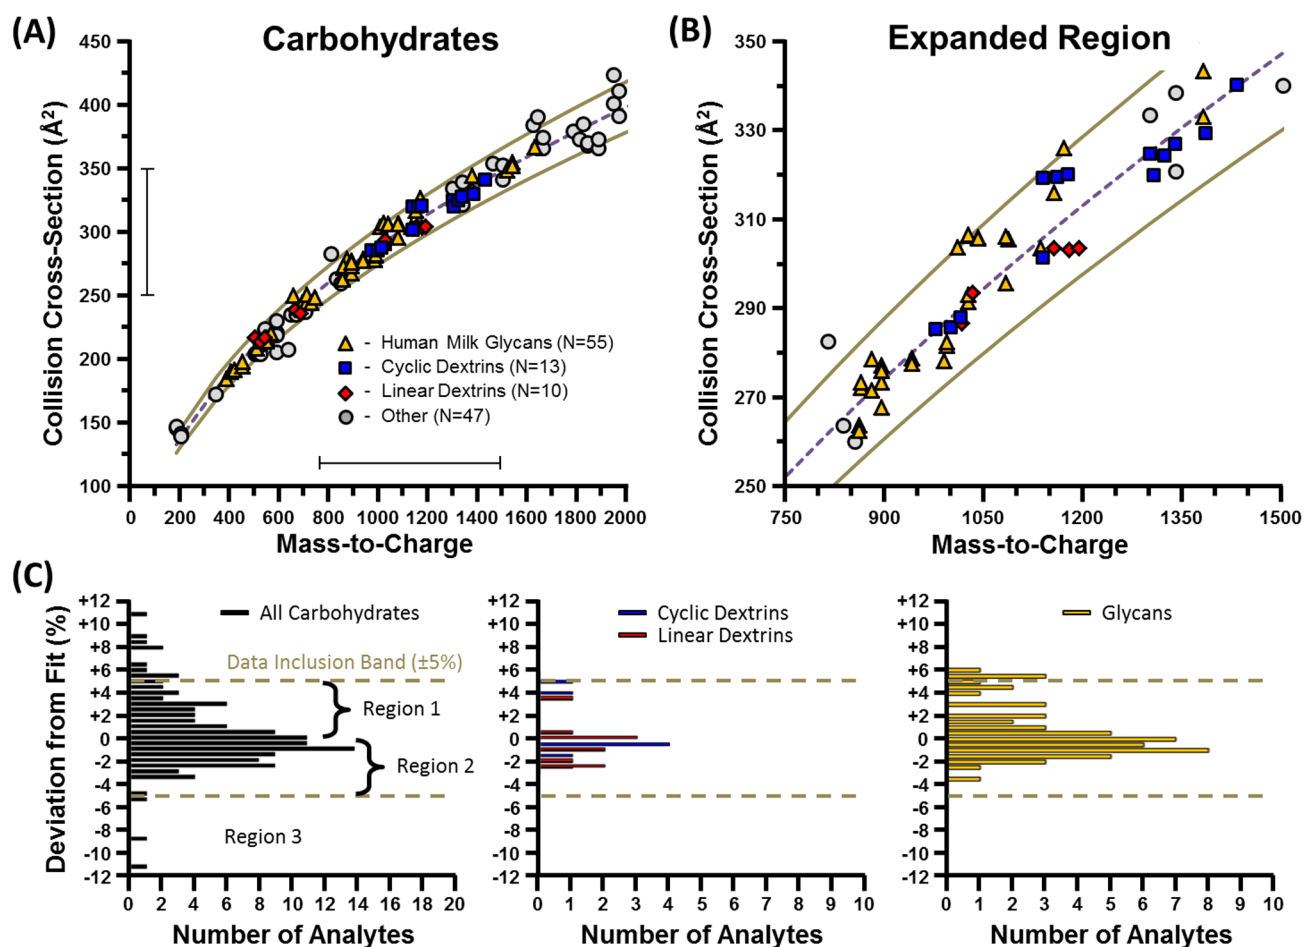 (A)
Carbohydrates
450
400
350
300
250
200
150
100
Collision Cross-Section (Å²)
▲ - Human Milk Glycans (N=55)
■ - Cyclic Dextrins (N=13)
◆ - Linear Dextrins (N=10)
● - Other (N=47)
0 200 400 600 800 1000 1200 1400 1600 1800 2000
Mass-to-Charge
(B)
Expanded Region
350
330
310
290
270
250
Collision Cross-Section (Å²)
750 900 1050 1200 1350 1500
Mass-to-Charge
(C)
+12
+10
+8
+6
+4
+2
0
-2
-4
-6
-8
-10
-12
Deviation from Fit (%)
All Carbohydrates
Data Inclusion Band (±5%)
Region 1
Region 2
Region 3
0 2 4 6 8 10 12 14 16 18 20
Number of Analytes
+12
+10
+8
+6
+4
+2
0
-2
-4
-6
-8
-10
-12
Cyclic Dextrins
Linear Dextrins
0 1 2 3 4 5 6 7 8 9 10
Number of Analytes
+12
+10
+8
+6
+4
+2
0
-2
-4
-6
-8
-10
-12
Glycans
0 1 2 3 4 5 6 7 8 9 10
Number of Analytes